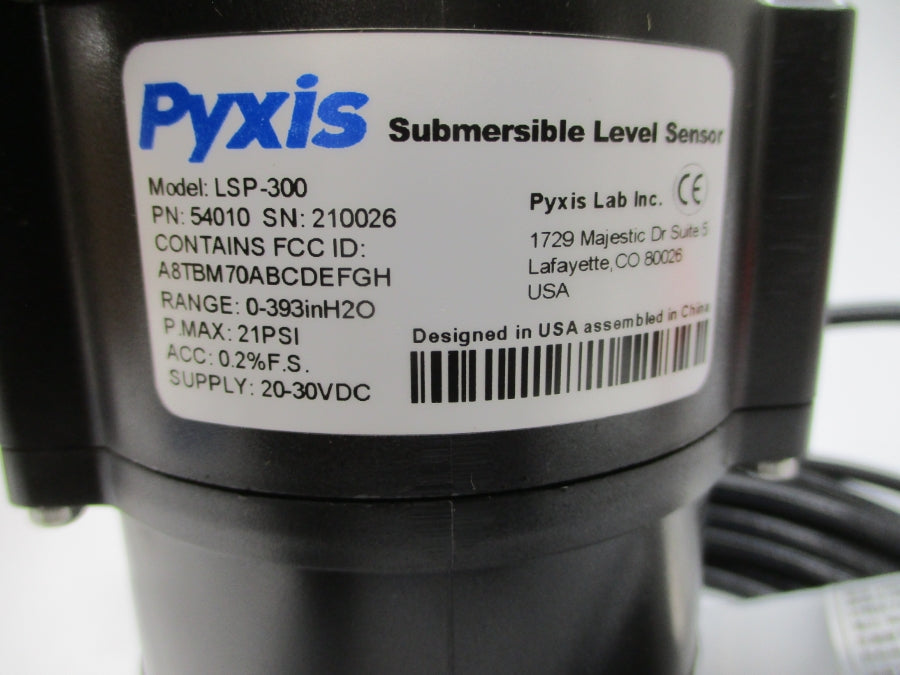 Pyxis Submersible Level Sensor
Model: LSP-300
PN: 54010 SN: 210026
CONTAINS FCC ID:
A8TBM70ABCDEFGH
RANGE: 0-393inH2O
P.MAX: 21PSI
ACC: 0.2%F.S.
SUPPLY: 20-30VDC
Pyxis Lab Inc. CE
1729 Majestic Dr Suite 5
Lafayette,CO 80026
USA
Designed in USA assembled in China